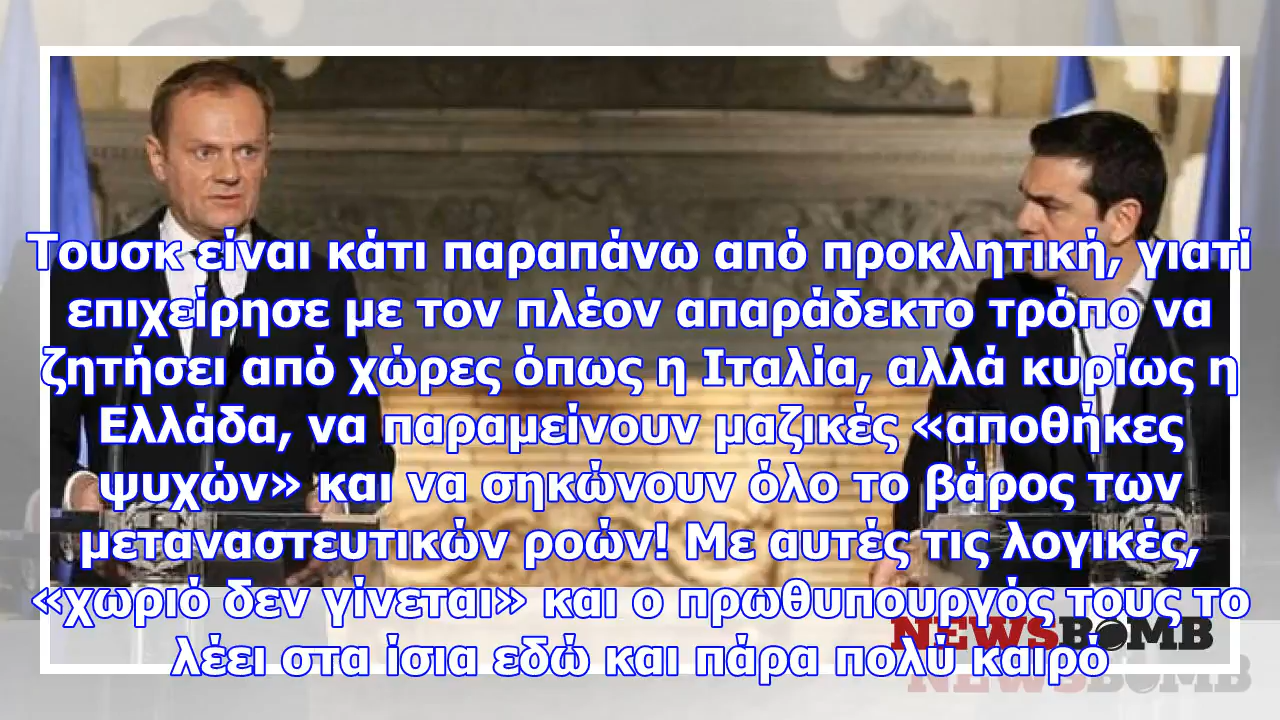 Τουσκ είναι κάτι παραπάνω από προκλητική, γιατί
επιχείρησε με τον πλέον απαράδεκτο τρόπο να
ζητήσει από χώρες όπως η Ιταλία, αλλά κυρίως η
Ελλάδα, να παραμείνουν μαζικές «αποθήκες
ψυχών» και να σηκώνουν όλο το βάρος των
μεταναστευτικών ροών! Με αυτές τις λογικές,
«χωριό δεν γίνεται» και ο πρωθυπουργός τους το
λέει στα ίσια εδώ και πάρα πολύ καιρό
NEWSBOMB
NEWSBOMB